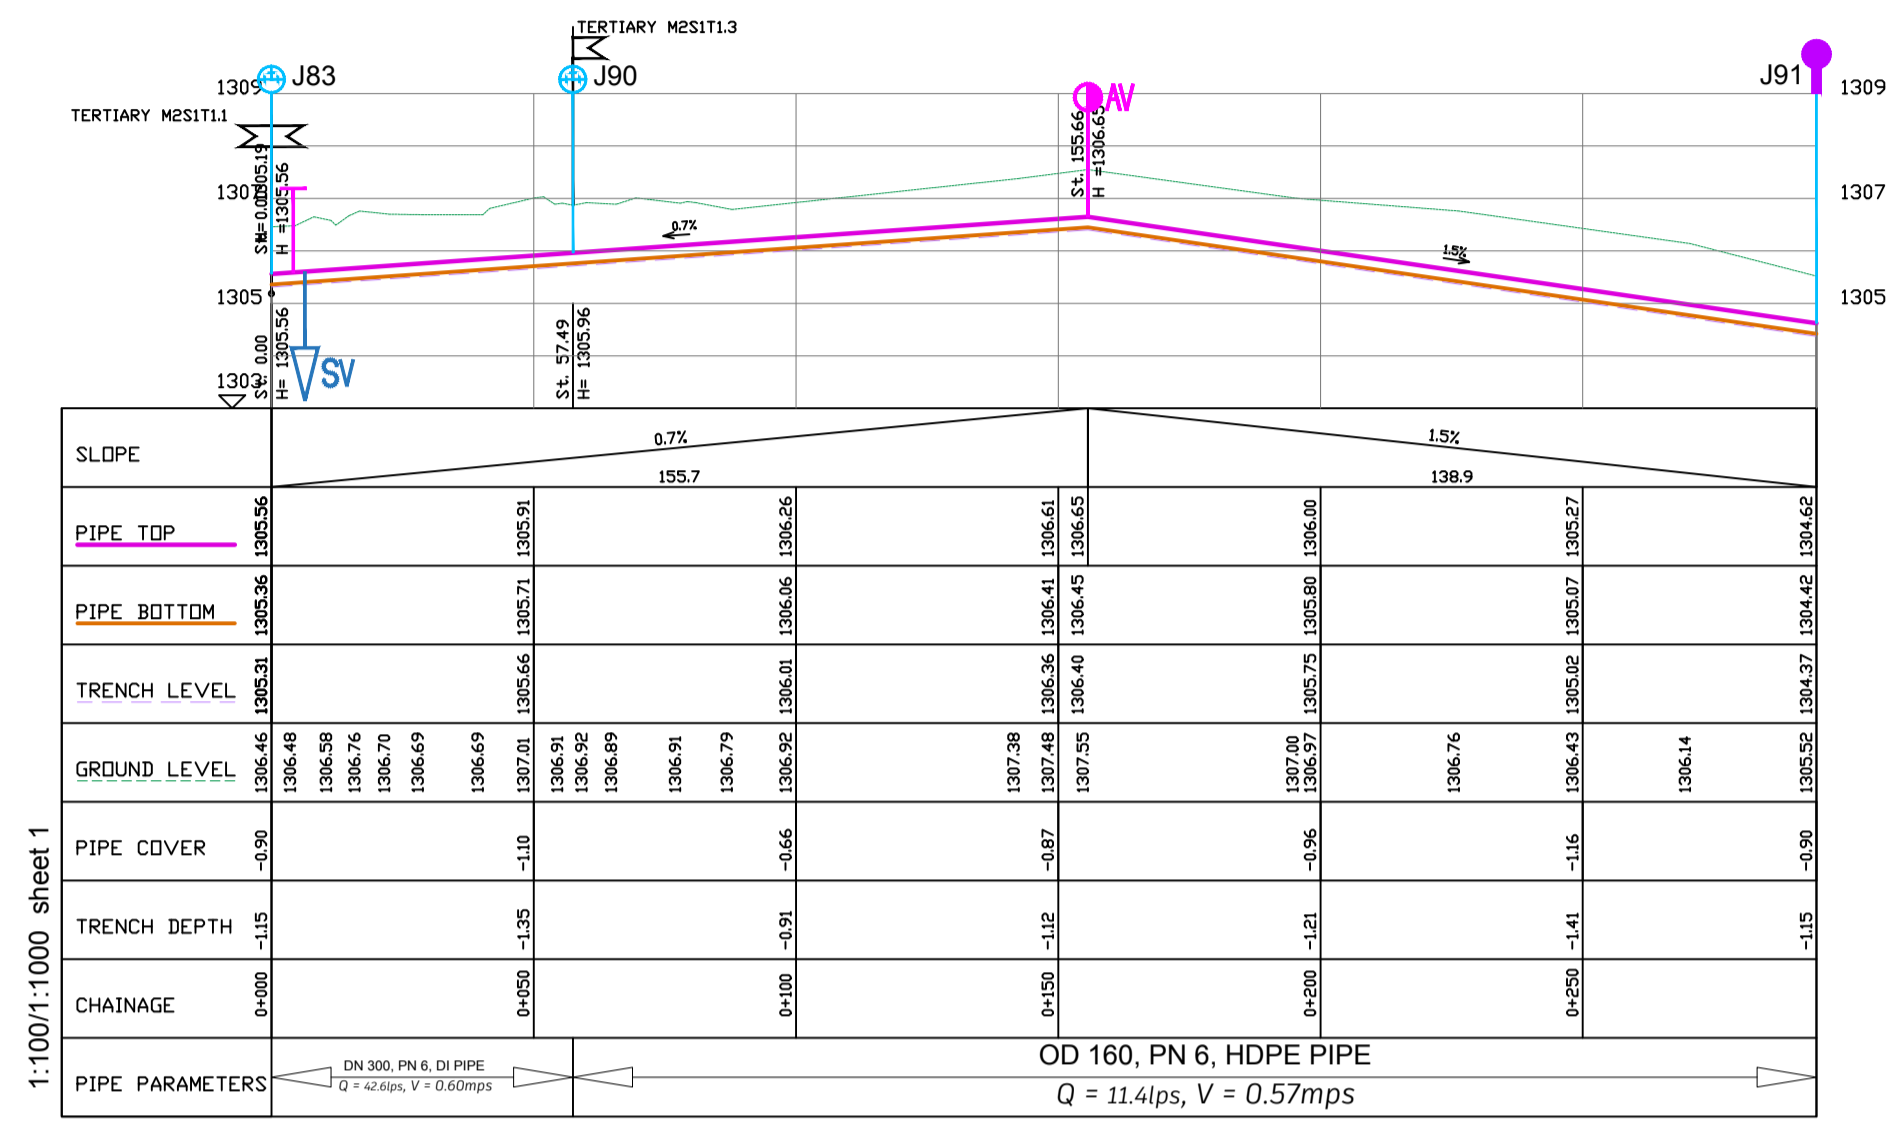 TERTIARY M2S1T1.3
J83
J90
J91
1309
1309
AV
TERTIARY M2S1T1.1
St. 155.66
H =1306.65
H =1305.56
1307
1307
0.7%
1.5%
1305
1305
St. 0.00
H= 1305.56
St. 57.49
H= 1305.96
SV
1303
SLOPE
0.7%
155.7
1.5%
138.9
PIPE TOP
1305.56
1305.91
1306.26
1306.61
1306.65
1306.00
1305.27
1304.62
PIPE BOTTOM
1305.36
1305.71
1306.06
1306.41
1306.45
1305.80
1305.07
1304.42
TRENCH LEVEL
1305.31
1305.66
1306.01
1306.36
1306.40
1305.75
1305.02
1304.37
GROUND LEVEL
1306.46
1306.48
1306.58
1306.76
1306.70
1306.69
1306.69
1307.01
1306.91
1306.92
1306.89
1306.91
1306.79
1306.92
1307.38
1307.48
1307.55
1307.00
1306.97
1306.76
1306.43
1306.14
1305.52
PIPE COVER
-0.90
-1.10
-0.66
-0.87
-0.96
-1.16
-0.90
TRENCH DEPTH
-1.15
-1.35
-0.91
-1.12
-1.21
-1.41
-1.15
CHAINAGE
0+000
0+050
0+100
0+150
0+200
0+250
PIPE PARAMETERS
DN 300, PN 6, DI PIPE
Q = 42.6lps, V = 0.60mps
OD 160, PN 6, HDPE PIPE
Q = 11.4lps, V = 0.57mps
1:100/1:1000 sheet 1